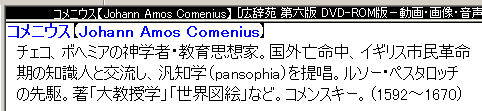 コメニウス【Johann Amos Comenius】 [広辞苑 第六版 DVD-ROM版－動画・画像・音声
コメニウス【Johann Amos Comenius】
チェコ、ボヘミアの神学者・教育思想家。国外亡命中、イギリス市民革命
期の知識人と交流し、汎知学(pansophia)を提唱。ルソー・ペスタロッチ
の先駆。著「大教授学」「世界図絵」など。コメンスキー。(1592～1670)